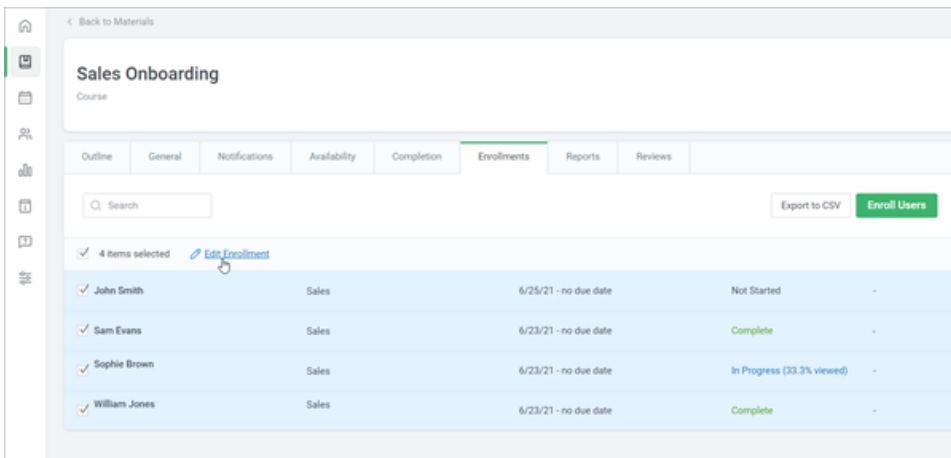 < Back to Materials
Sales Onboarding
Course
Outline General Notifications Availability Completion Enrollments Reports Reviews
Search Export to CSV Enroll Users
4 items selected Edit Enrollment
John Smith Sales 6/25/21 - no due date Not Started -
Sam Evans Sales 6/23/21 - no due date Complete -
Sophie Brown Sales 6/23/21 - no due date In Progress (33.3% viewed) -
William Jones Sales 6/23/21 - no due date Complete -